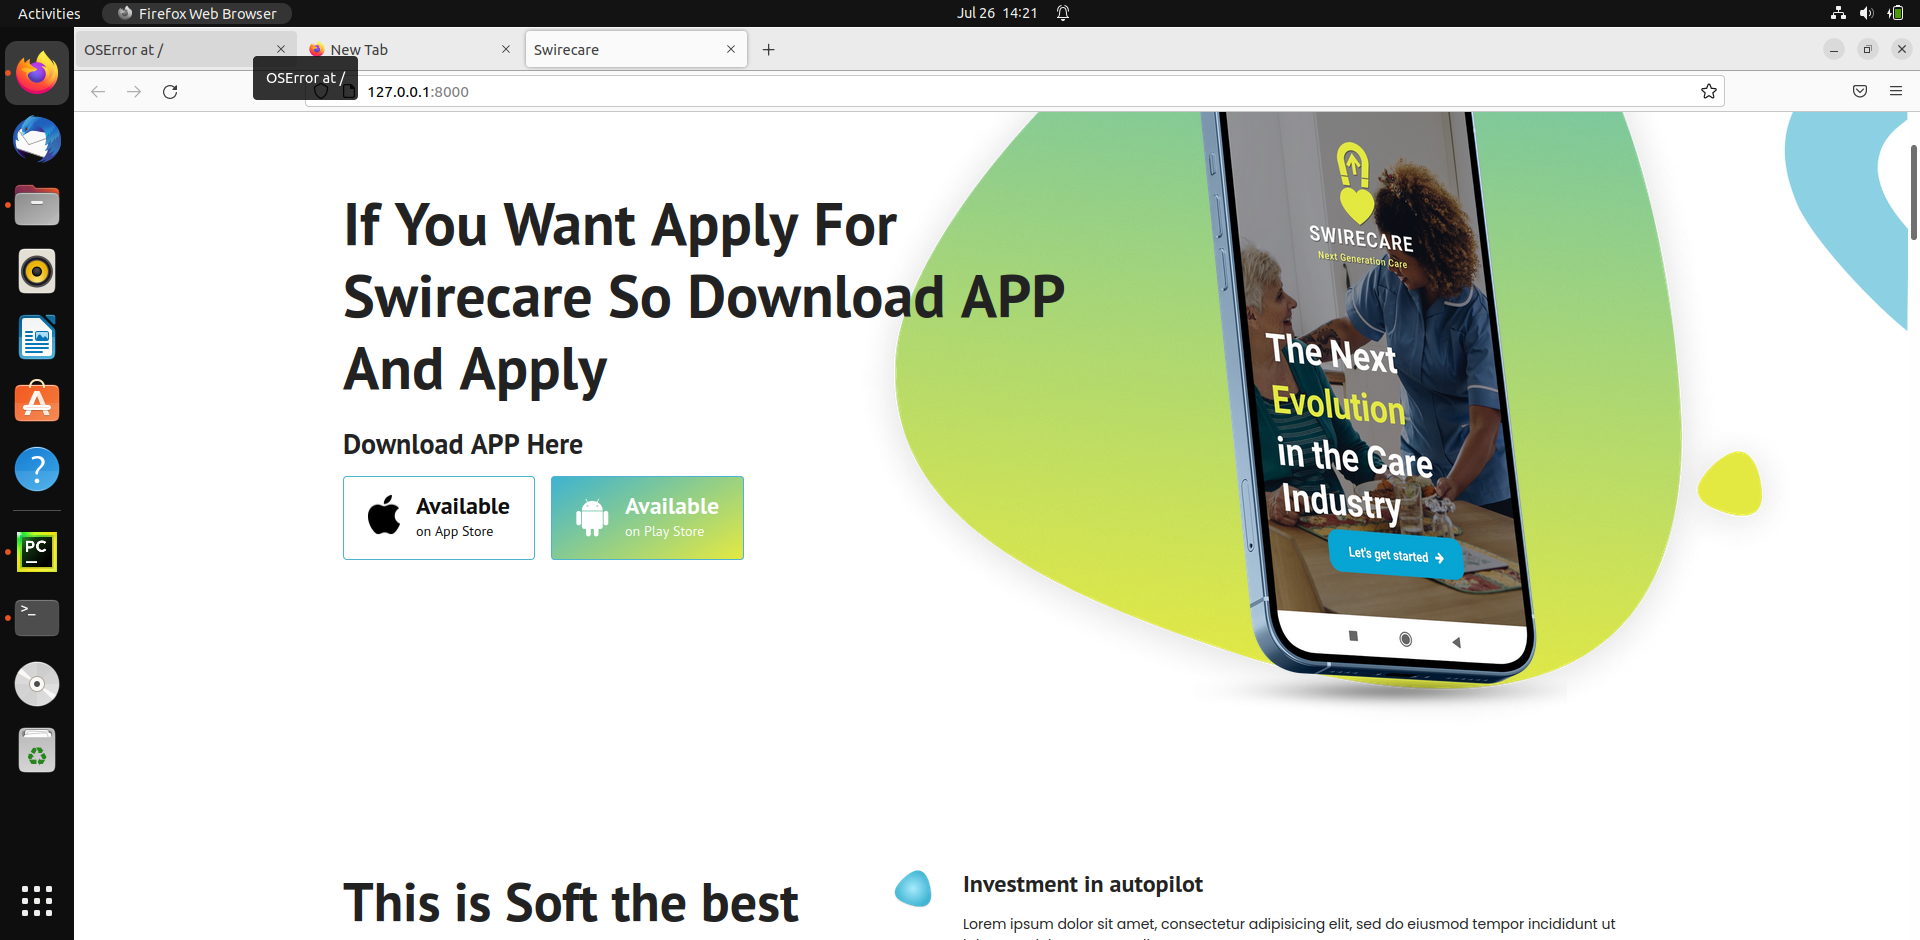 Activities
Firefox Web Browser
Jul 26 14:21
OSError at /
New Tab
Swirecare
OSError at /
127.0.0.1:8000
If You Want Apply For
Swirecare So Download APP
And Apply
Download APP Here
Available
on App Store
Available
on Play Store
SWIRECARE
Next Generation Care
The Next
Evolution
in the Care
Industry
Let's get started
PC
>_
?
This is Soft the best
Investment in autopilot
Lorem ipsum dolor sit amet, consectetur adipisicing elit, sed do eiusmod tempor incididunt ut